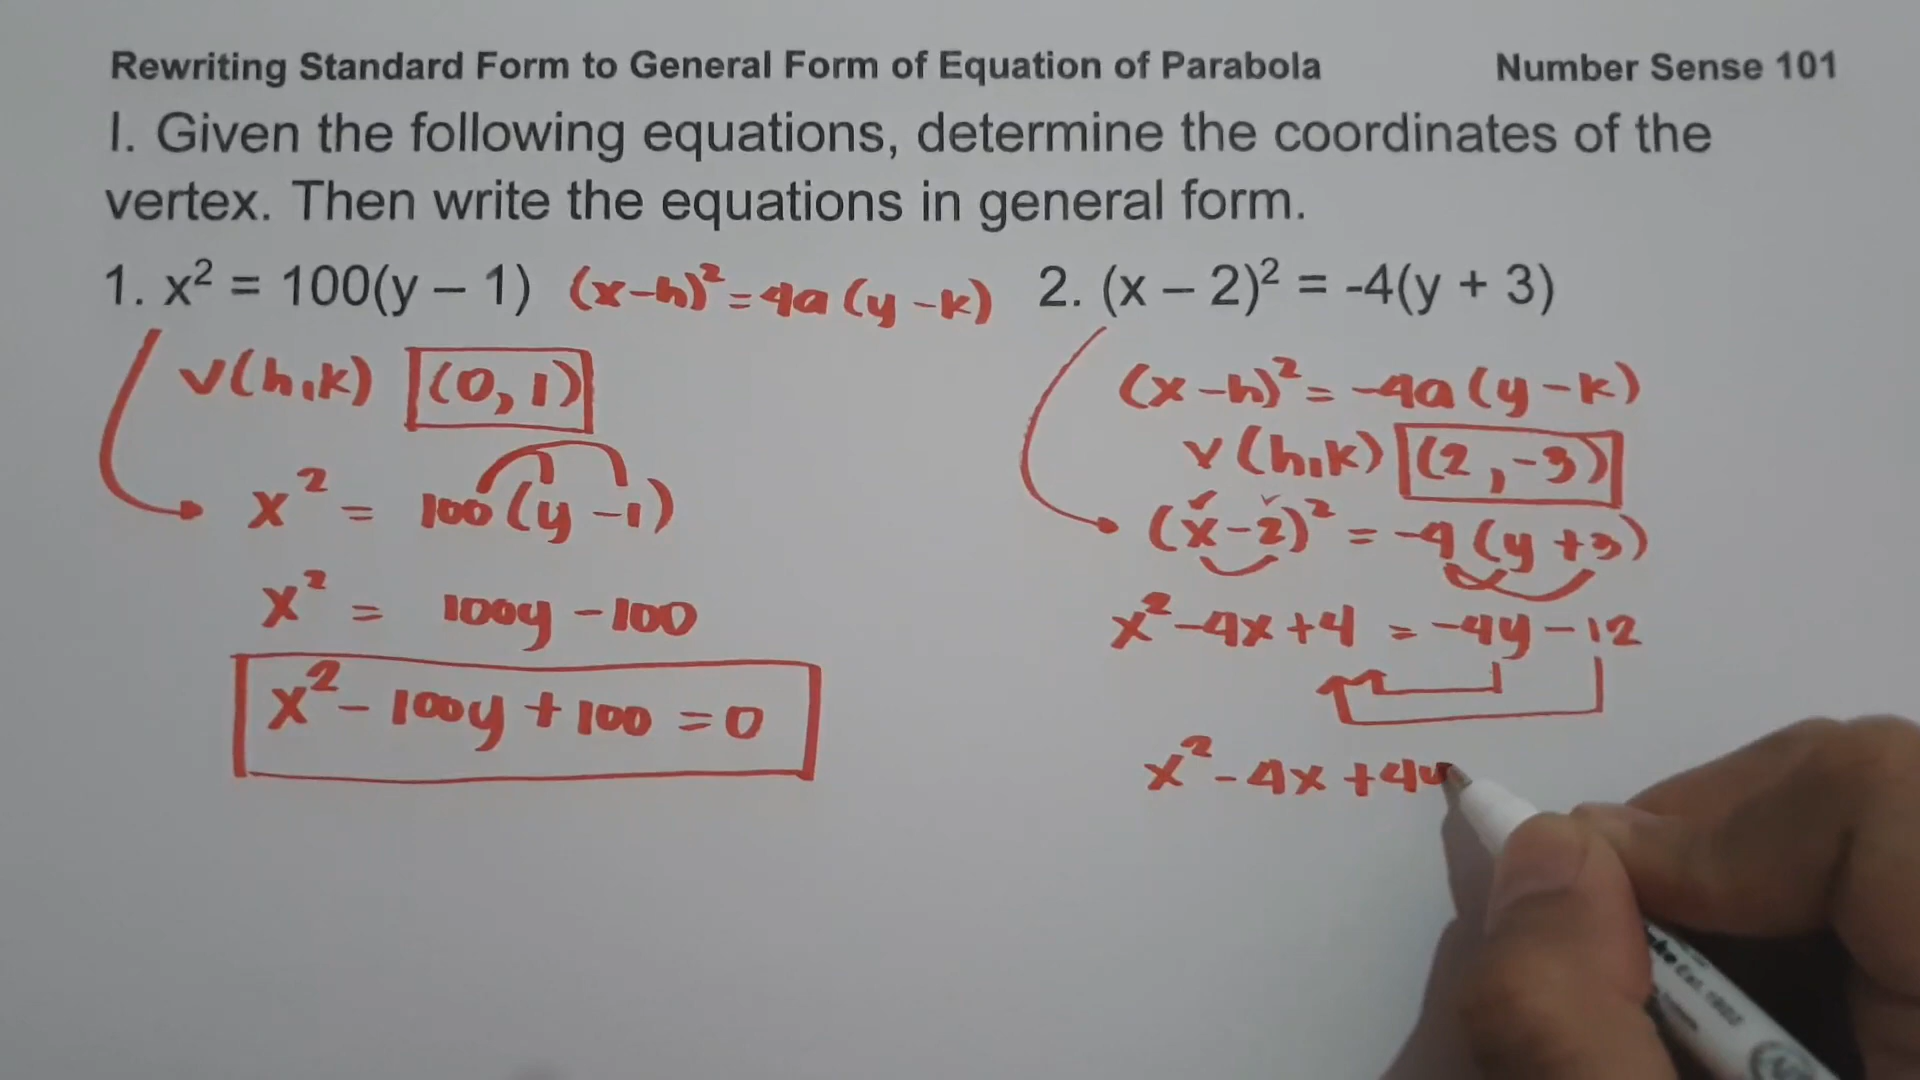 Rewriting Standard Form to General Form of Equation of Parabola Number Sense 101
I. Given the following equations, determine the coordinates of the
vertex. Then write the equations in general form.
1. x² = 100(y – 1) (x-h)² = 4a(y-k)
V(h,k) (0,1)
x² = 100(y-1)
x² = 100y - 100
x² - 100y + 100 = 0
2. (x – 2)² = -4(y + 3)
(x-h)² = -4a(y-k)
V(h,k) (2,-3)
(x-2)² = -4(y+3)
x² - 4x + 4 = -4y - 12
x² - 4x + 4y